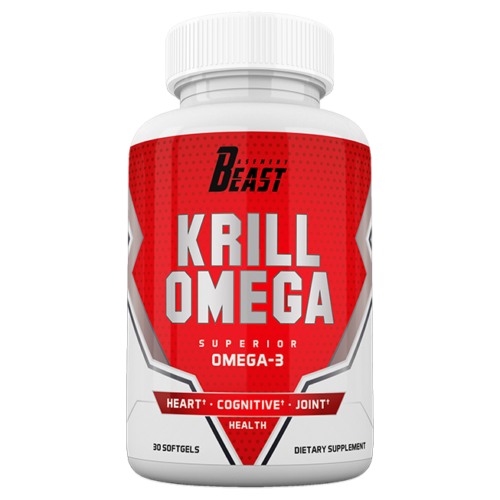 BEAST
KRILL
OMEGA
SUPERIOR
OMEGA-3
HEART† · COGNITIVE† · JOINT†
HEALTH
30 SOFTGELS
DIETARY SUPPLEMENT